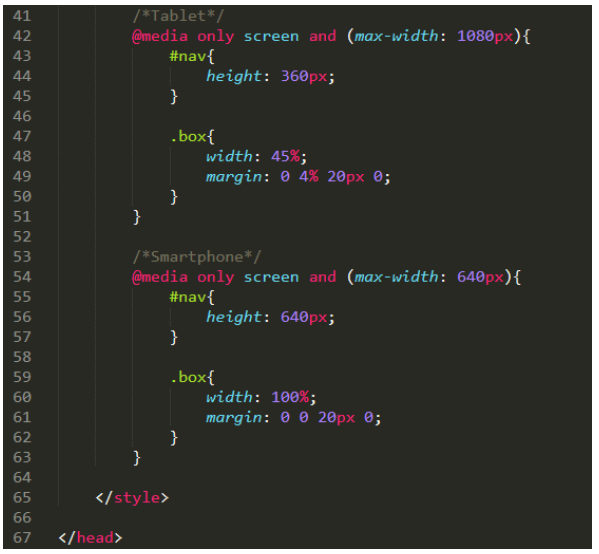 41 /*Tablet*/
42 @media only screen and (max-width: 1080px){
43 #nav{
44 height: 360px;
45 }
46
47 .box{
48 width: 45%;
49 margin: 0 4% 20px 0;
50 }
51 }
52
53 /*Smartphone*/
54 @media only screen and (max-width: 640px){
55 #nav{
56 height: 640px;
57 }
58
59 .box{
60 width: 100%;
61 margin: 0 0 20px 0;
62 }
63 }
64
65 </style>
66
67 </head>